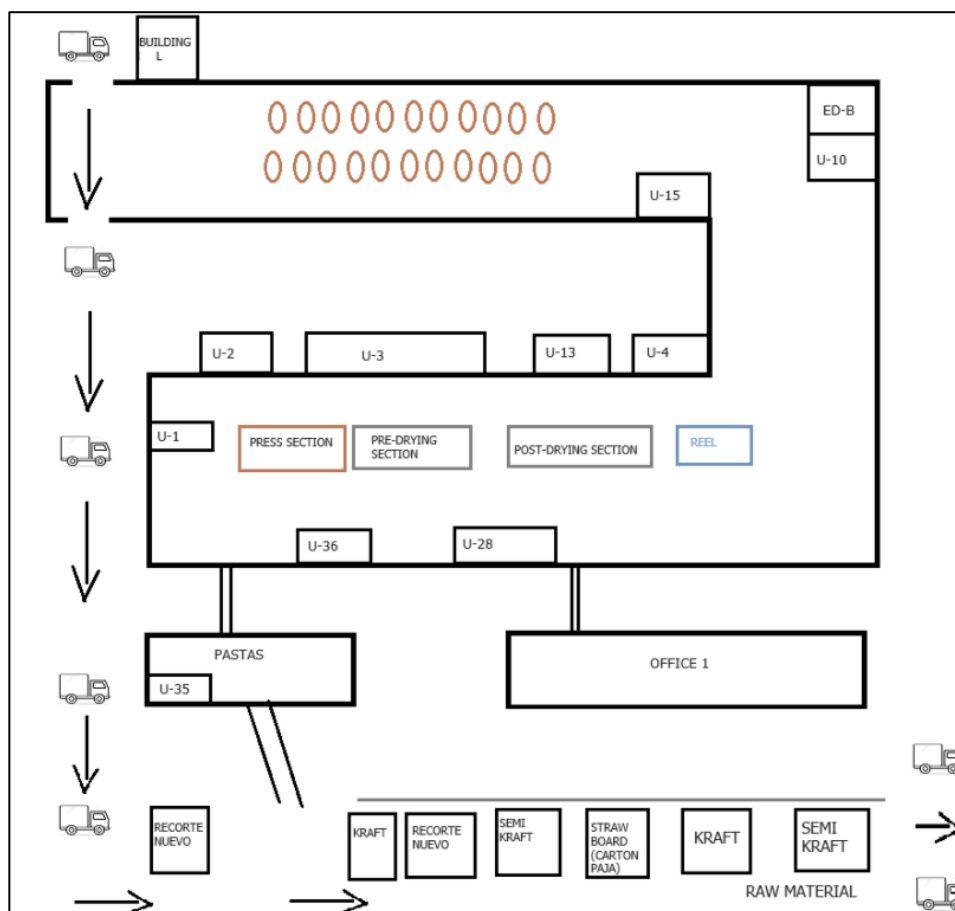 BUILDING
L
ED-B
U-10
U-15
U-2
U-3
U-13
U-4
U-1
PRESS SECTION
PRE-DRYING
SECTION
POST-DRYING SECTION
REEL
U-36
U-28
PASTAS
U-35
OFFICE 1
RECORTE
NUEVO
KRAFT
RECORTE
NUEVO
SEMI
KRAFT
STRAW
BOARD
(CARTON
PAJA)
KRAFT
SEMI
KRAFT
RAW MATERIAL